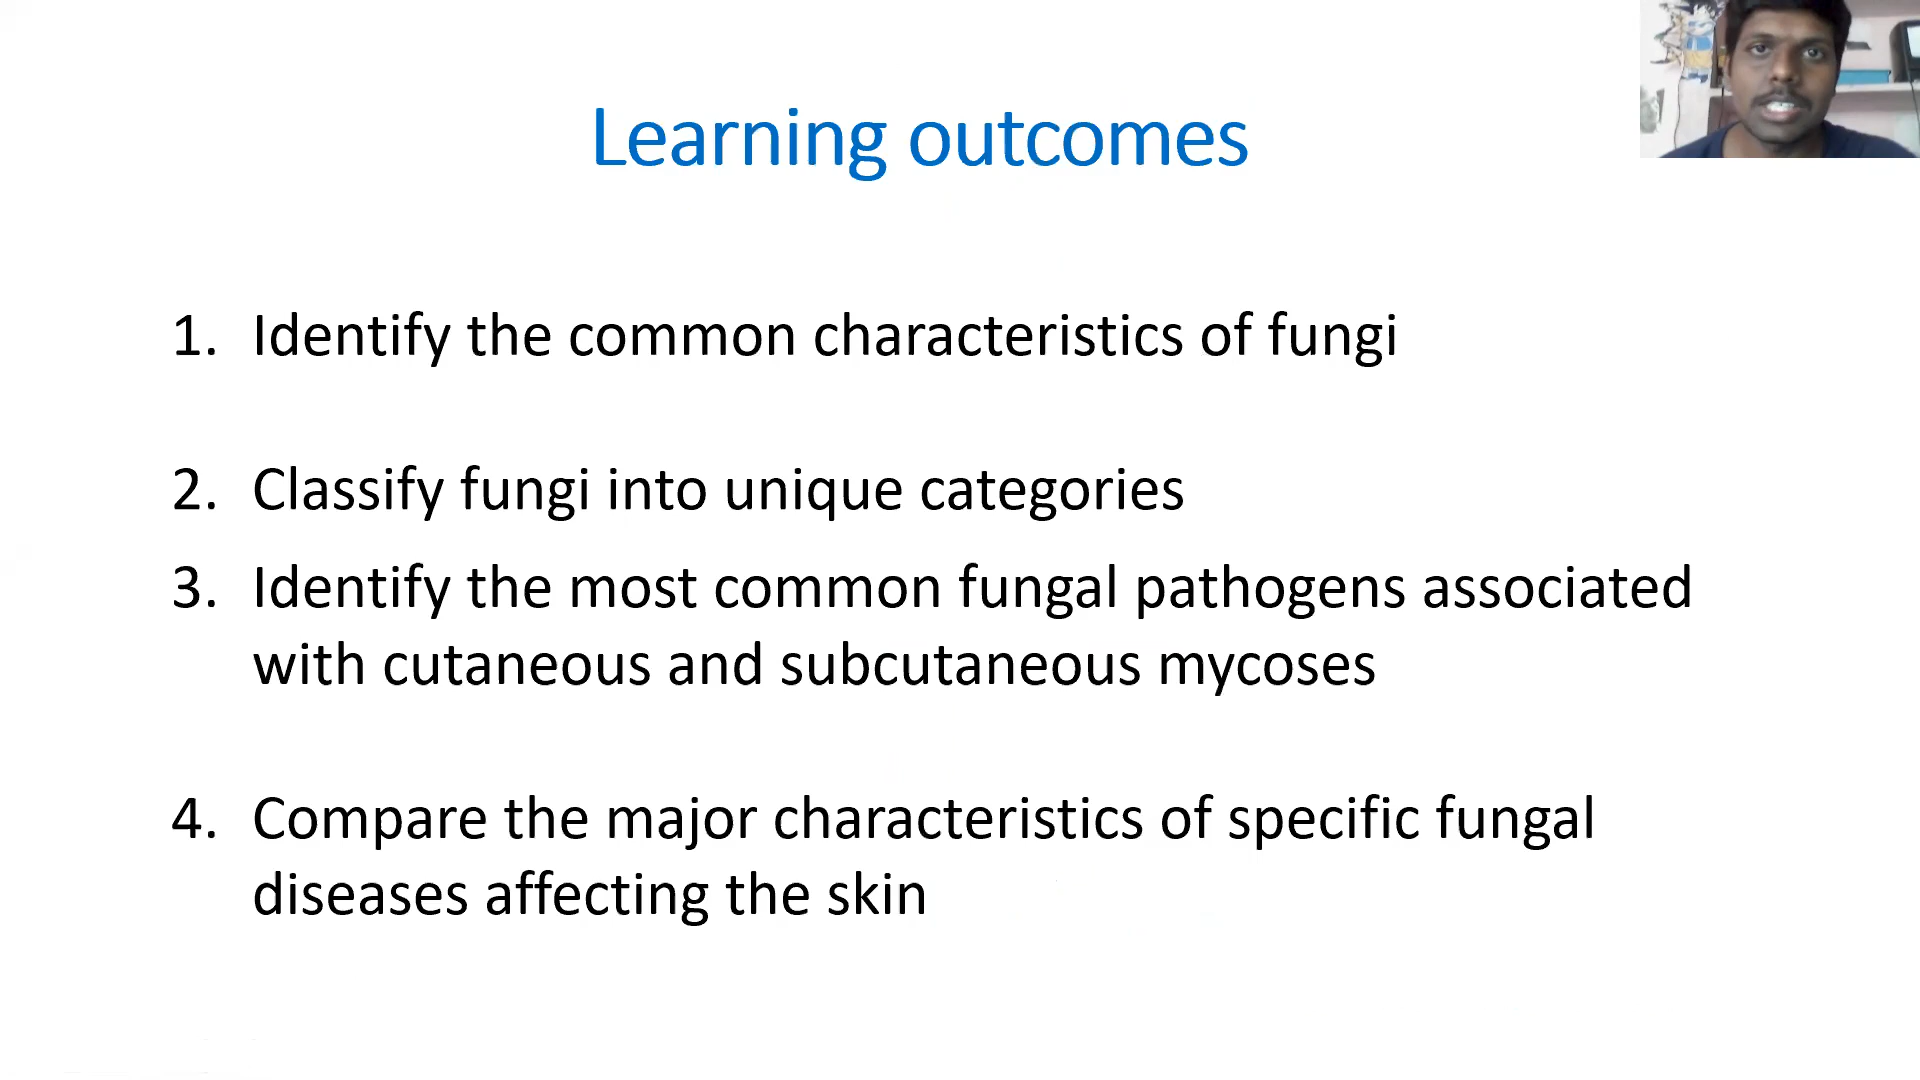 Learning outcomes
1. Identify the common characteristics of fungi
2. Classify fungi into unique categories
3. Identify the most common fungal pathogens associated
with cutaneous and subcutaneous mycoses
4. Compare the major characteristics of specific fungal
diseases affecting the skin